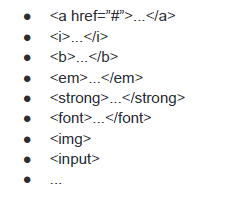 ● <a href=”#”>...</a>
● <i>...</i>
● <b>...</b>
● <em>...</em>
● <strong>...</strong>
● <font>...</font>
● <img>
● <input>
● ...